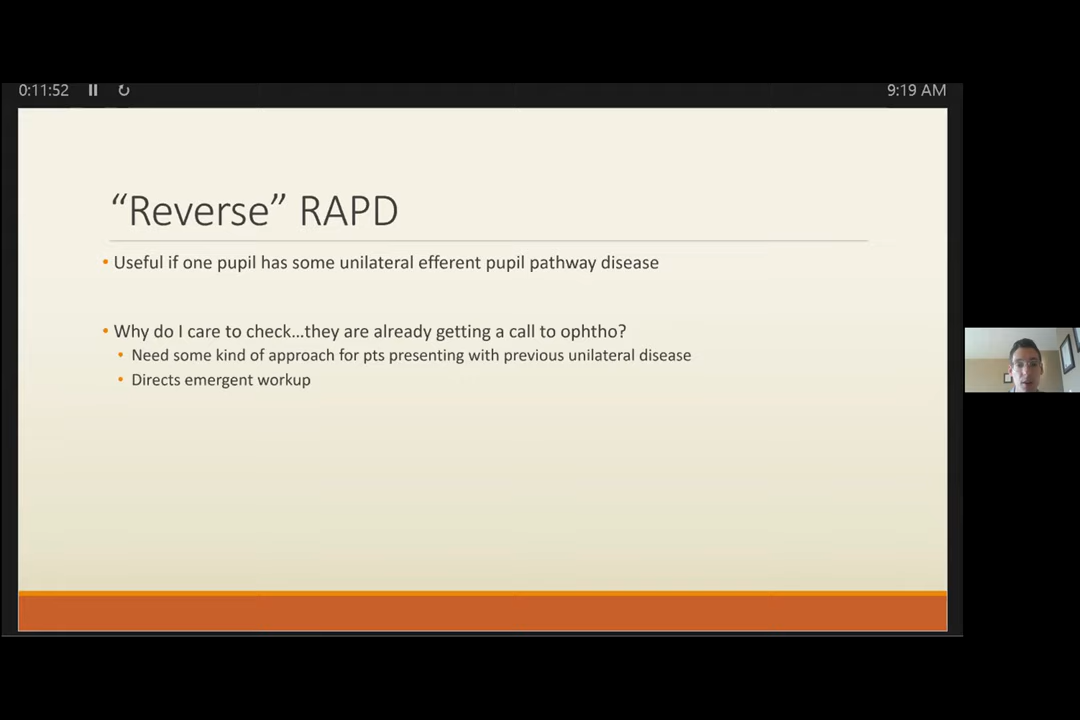 0:11:52
9:19 AM
“Reverse” RAPD
• Useful if one pupil has some unilateral efferent pupil pathway disease
• Why do I care to check…they are already getting a call to ophtho?
• Need some kind of approach for pts presenting with previous unilateral disease
• Directs emergent workup